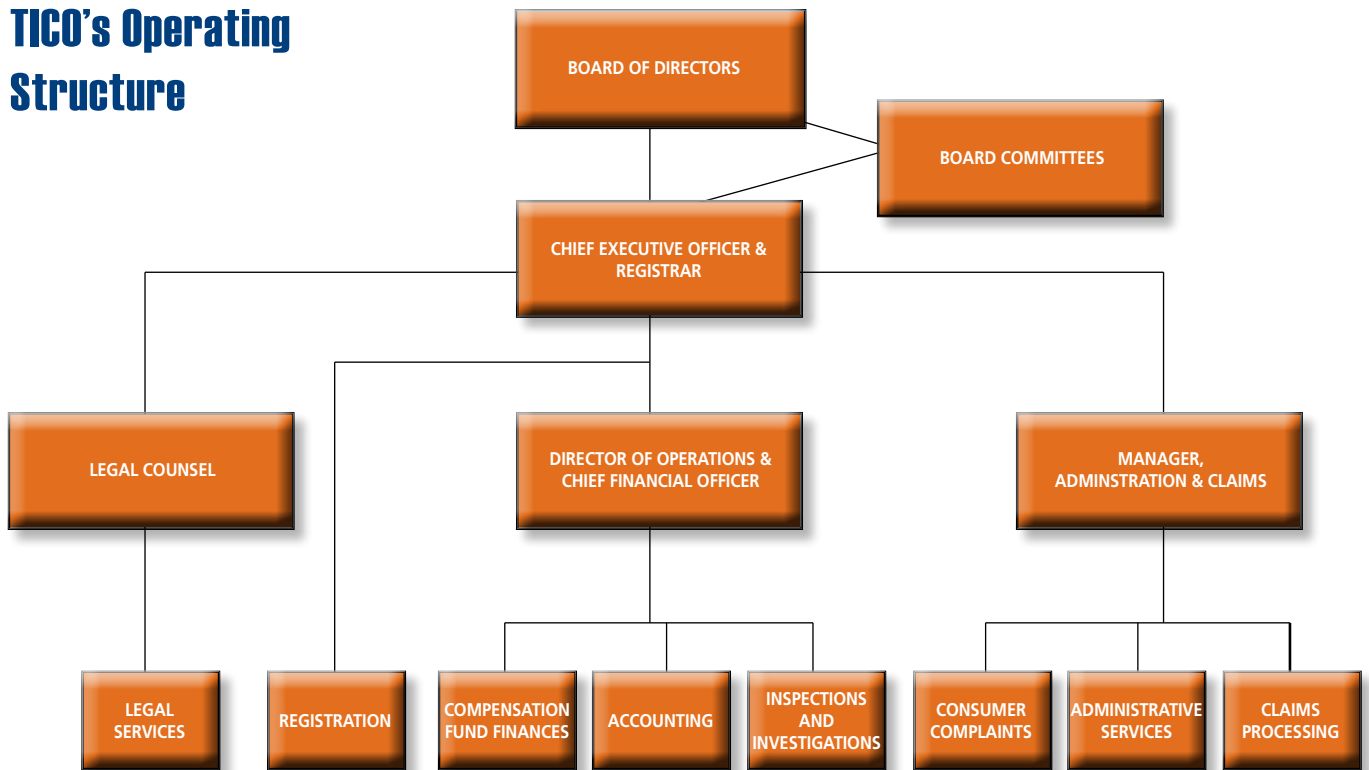 TICO's Operating
Structure
BOARD OF DIRECTORS
BOARD COMMITTEES
CHIEF EXECUTIVE OFFICER &
REGISTRAR
LEGAL COUNSEL
DIRECTOR OF OPERATIONS &
CHIEF FINANCIAL OFFICER
MANAGER,
ADMINSTRATION & CLAIMS
LEGAL
SERVICES
REGISTRATION
COMPENSATION
FUND FINANCES
ACCOUNTING
INSPECTIONS
AND
INVESTIGATIONS
CONSUMER
COMPLAINTS
ADMINISTRATIVE
SERVICES
CLAIMS
PROCESSING